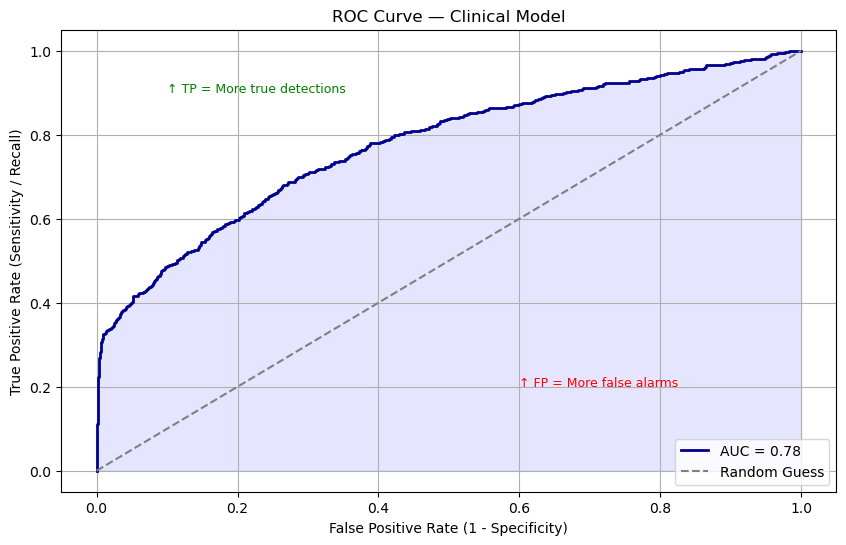 ROC Curve — Clinical Model
True Positive Rate (Sensitivity / Recall)
1.0
0.8
0.6
0.4
0.2
0.0
↑ TP = More true detections
↑ FP = More false alarms
AUC = 0.78
Random Guess
0.0 0.2 0.4 0.6 0.8 1.0
False Positive Rate (1 - Specificity)